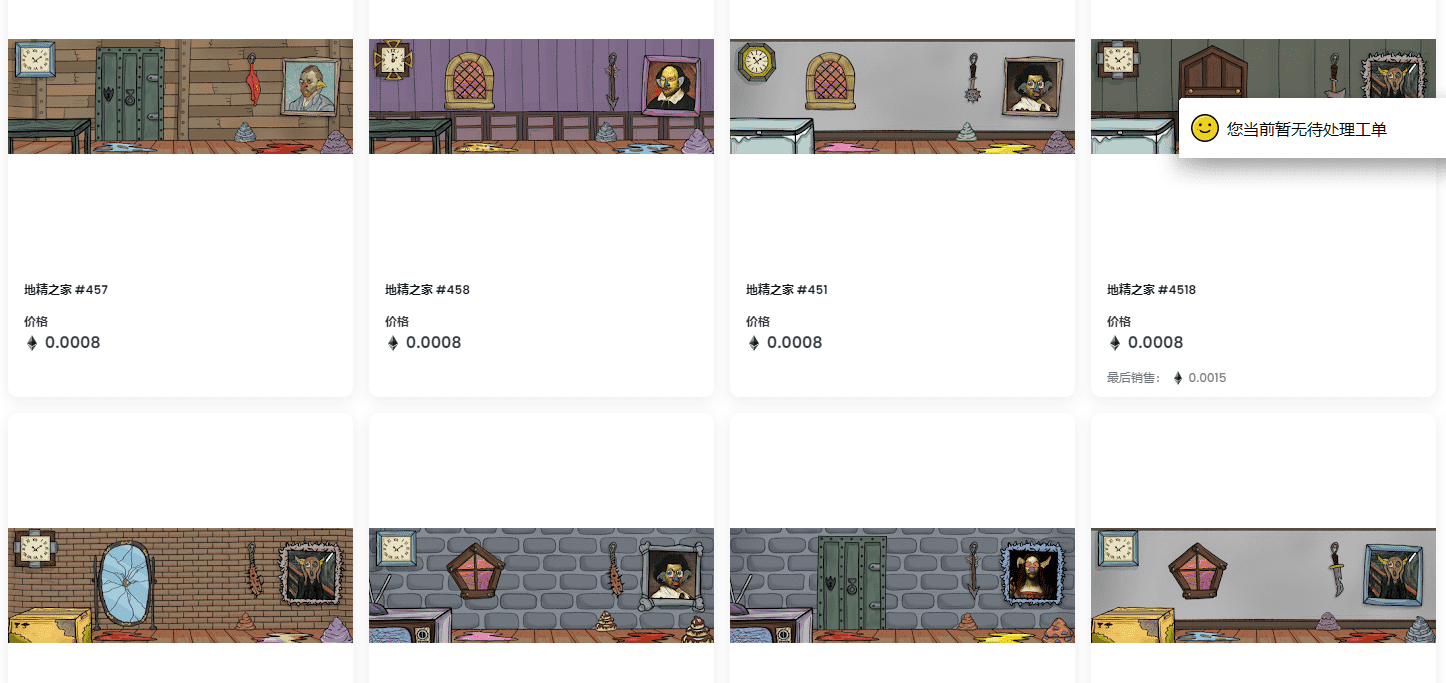 您当前暂无待处理工单
地精之家 #457
地精之家 #458
地精之家 #451
地精之家 #4518
价格
价格
价格
价格
0.0008
0.0008
0.0008
0.0008
最后销售： 0.0015